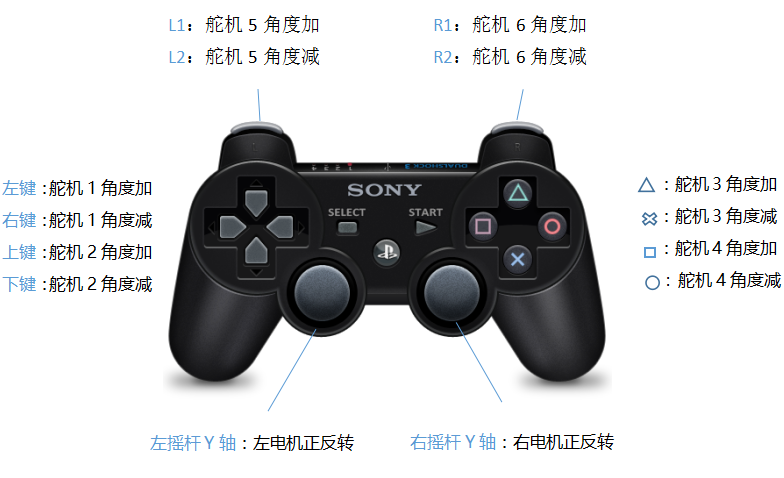 L1：舵机 5 角度加
R1：舵机 6 角度加
L2：舵机 5 角度减
R2：舵机 6 角度减
左键：舵机 1 角度加
右键：舵机 1 角度减
上键：舵机 2 角度加
下键：舵机 2 角度减
DUALSHOCK 3
SONY
SELECT
START
△：舵机 3 角度加
✕：舵机 3 角度减
□：舵机 4 角度加
○：舵机 4 角度减
左摇杆 Y 轴：左电机正反转
右摇杆 Y 轴：右电机正反转